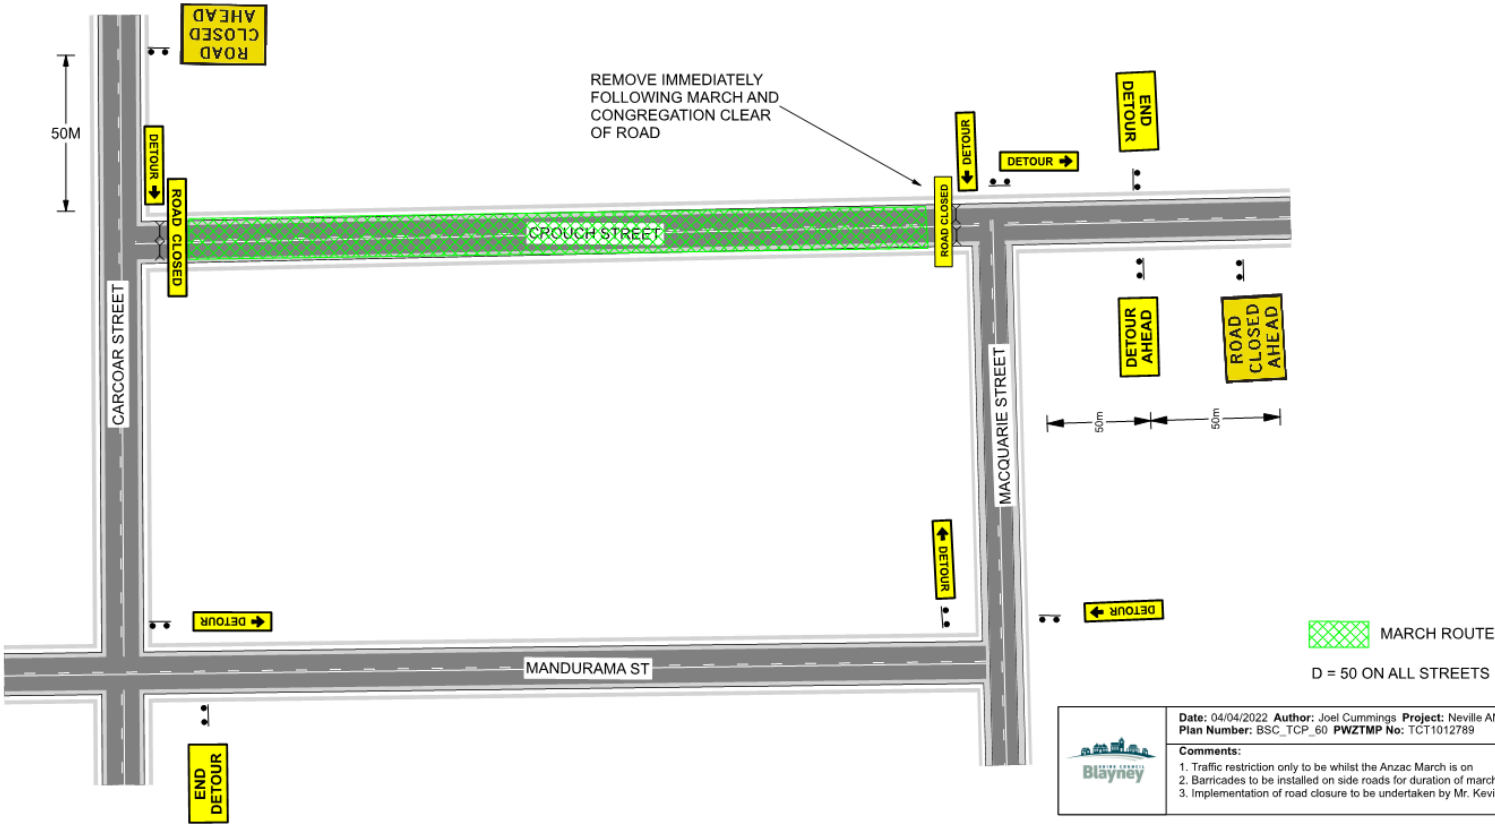 ROAD
CLOSED
AHEAD
50M
DETOUR
ROAD CLOSED
REMOVE IMMEDIATELY
FOLLOWING MARCH AND
CONGREGATION CLEAR
OF ROAD
DETOUR
DETOUR
END
DETOUR
ROAD CLOSED
CROUCH STREET
CARCOAR STREET
MACQUARIE STREET
DETOUR
AHEAD
ROAD
CLOSED
AHEAD
50m
50m
DETOUR
DETOUR
DETOUR
MANDURAMA ST
END
DETOUR
MARCH ROUTE
D = 50 ON ALL STREETS
Blayney
Date: 04/04/2022 Author: Joel Cummings Project: Neville
Plan Number: BSC_TCP_60 PWZTMP No: TCT1012789
Comments:
1. Traffic restriction only to be whilst the Anzac March is on
2. Barricades to be installed on side roads for duration of march
3. Implementation of road closure to be undertaken by Mr. Kevi